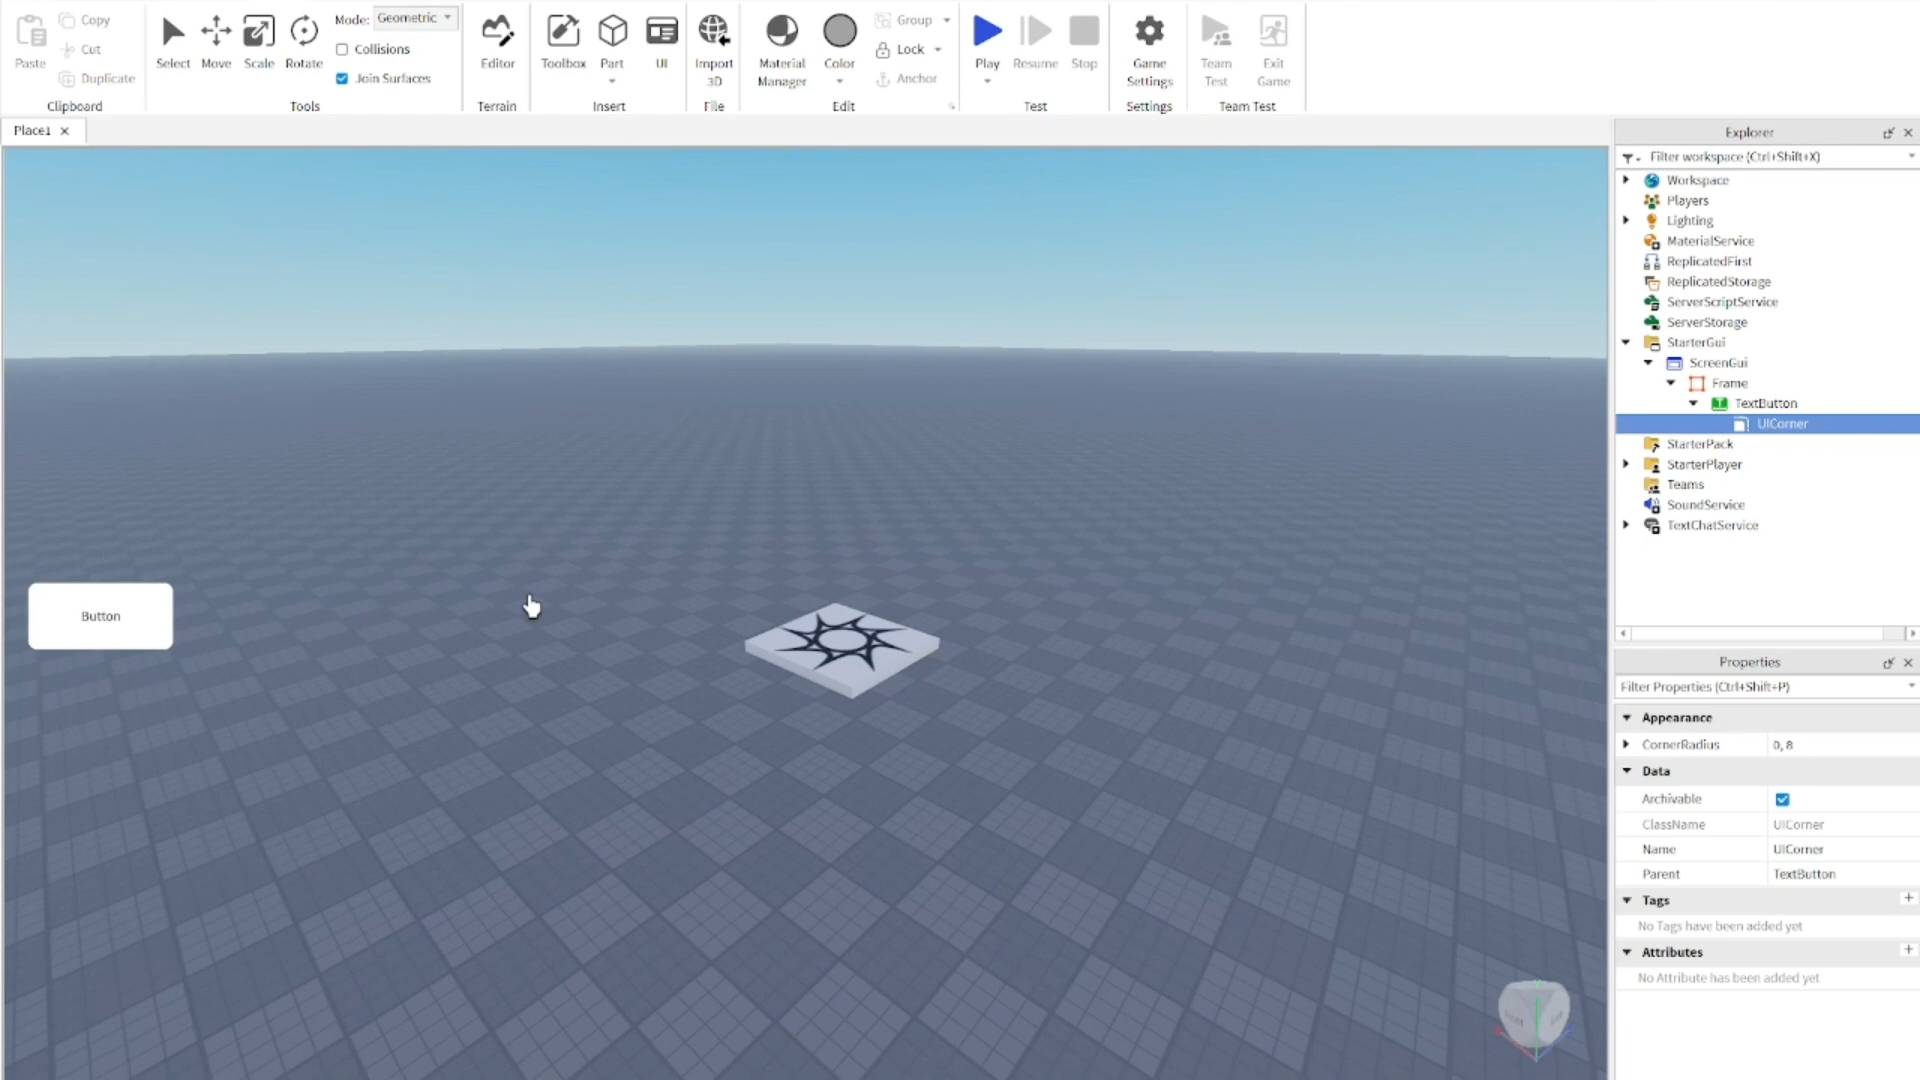 Paste
Copy
Cut
Duplicate
Clipboard
Select
Move
Scale
Rotate
Mode: Geometric
Collisions
Join Surfaces
Tools
Editor
Terrain
Toolbox
Part
UI
Insert
Import 3D
File
Material Manager
Color
Group
Lock
Anchor
Edit
Play
Resume
Stop
Test
Game Settings
Settings
Team Test
Exit Game
Team Test
Place1
Button
Explorer
Filter workspace (Ctrl+Shift+X)
Workspace
Players
Lighting
MaterialService
ReplicatedFirst
ReplicatedStorage
ServerScriptService
ServerStorage
StarterGui
ScreenGui
Frame
TextButton
UICorner
StarterPack
StarterPlayer
Teams
SoundService
TextChatService
Properties
Filter Properties (Ctrl+Shift+P)
Appearance
CornerRadius 0, 8
Data
Archivable
ClassName UICorner
Name UICorner
Parent TextButton
Tags
No Tags have been added yet
Attributes
No Attribute has been added yet